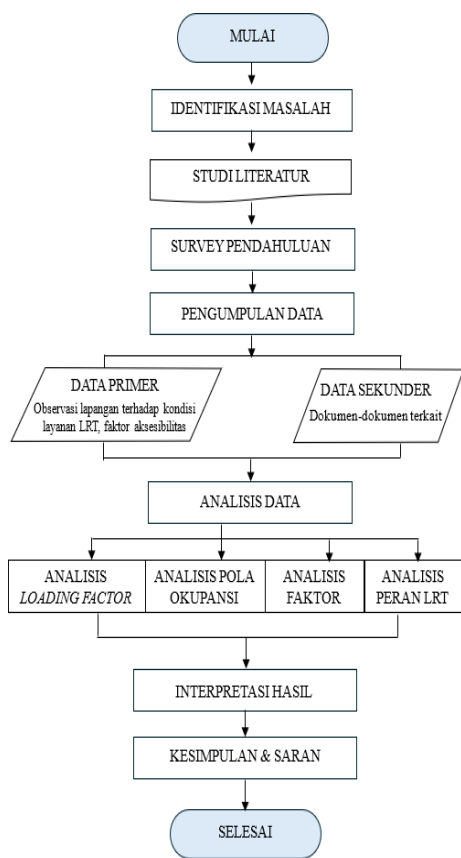 MULAI
IDENTIFIKASI MASALAH
STUDI LITERATUR
SURVEY PENDAHULUAN
PENGUMPULAN DATA
DATA PRIMER
Observasi lapangan terhadap kondisi
layanan LRT, faktor aksesibilitas
DATA SEKUNDER
Dokumen-dokumen terkait
ANALISIS DATA
ANALISIS
LOADING FACTOR
ANALISIS POLA
OKUPANSI
ANALISIS
FAKTOR
ANALISIS
PERAN LRT
INTERPRETASI HASIL
KESIMPULAN & SARAN
SELESAI